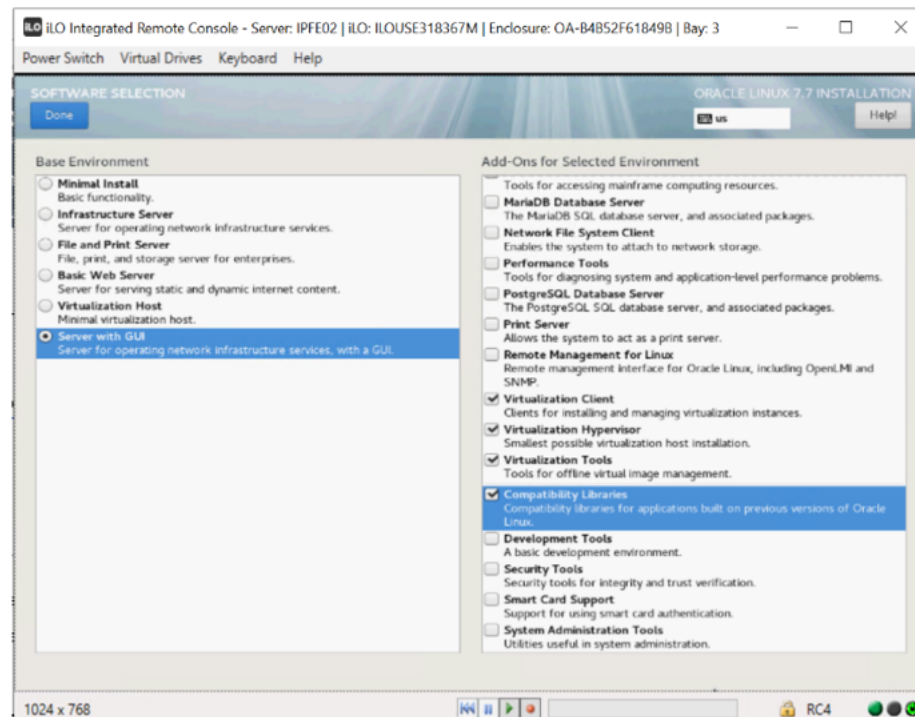 iLO Integrated Remote Console - Server: IPFE02 | iLO: ILOUSE318367M | Enclosure: OA-B4B52F61849B | Bay: 3
Power Switch Virtual Drives Keyboard Help
SOFTWARE SELECTION
ORACLE LINUX 7.7 INSTALLATION
Done
us
Help!
Base Environment
Minimal Install
Basic functionality.
Infrastructure Server
Server for operating network infrastructure services.
File and Print Server
File, print, and storage server for enterprises.
Basic Web Server
Server for serving static and dynamic internet content.
Virtualization Host
Minimal virtualization host.
Server with GUI
Server for operating network infrastructure services, with a GUI.
Add-Ons for Selected Environment
Tools for accessing mainframe computing resources.
MariaDB Database Server
The MariaDB SQL database server, and associated packages.
Network File System Client
Enables the system to attach to network storage.
Performance Tools
Tools for diagnosing system and application-level performance problems.
PostgreSQL Database Server
The PostgreSQL SQL database server, and associated packages.
Print Server
Allows the system to act as a print server.
Remote Management for Linux
Remote management interface for Oracle Linux, including OpenLMI and
SNMP.
Virtualization Client
Clients for installing and managing virtualization instances.
Virtualization Hypervisor
Smallest possible virtualization host installation.
Virtualization Tools
Tools for offline virtual image management.
Compatibility Libraries
Compatibility libraries for applications built on previous versions of Oracle
Linux.
Development Tools
A basic development environment.
Security Tools
Security tools for integrity and trust verification.
Smart Card Support
Support for using smart card authentication.
System Administration Tools
Utilities useful in system administration.
1024 x 768
RC4